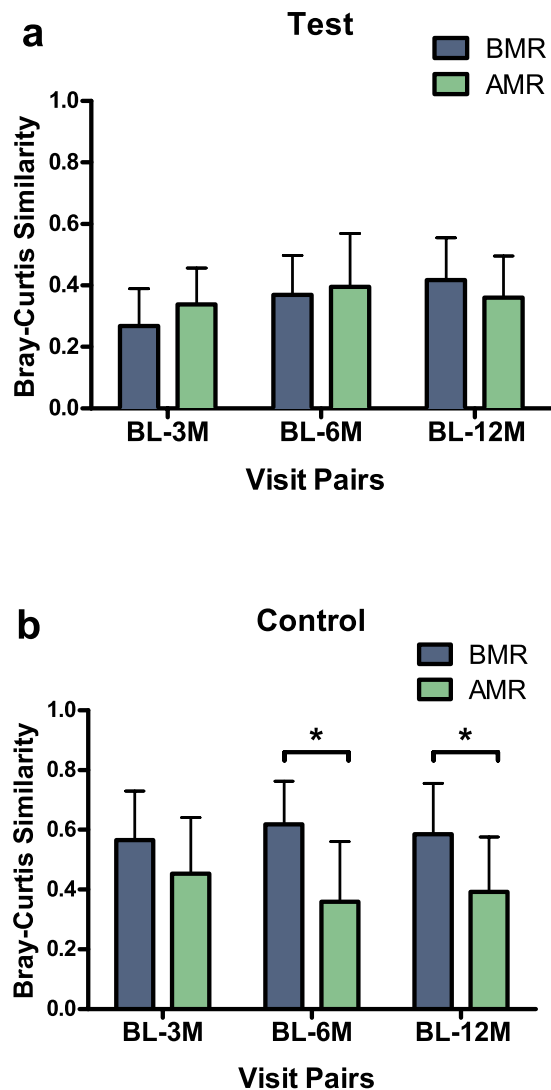 a
Test
BMR
AMR
Bray-Curtis Similarity
1.0
0.8
0.6
0.4
0.2
0.0
BL-3M BL-6M BL-12M
Visit Pairs
b
Control
BMR
AMR
Bray-Curtis Similarity
1.0
0.8
0.6
0.4
0.2
0.0
* *
BL-3M BL-6M BL-12M
Visit Pairs